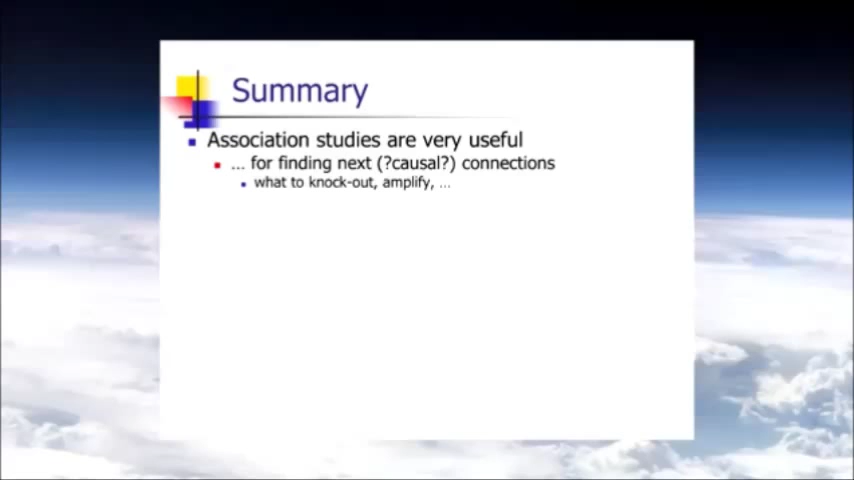 Summary
Association studies are very useful
... for finding next (?causal?) connections
what to knock-out, amplify, ...